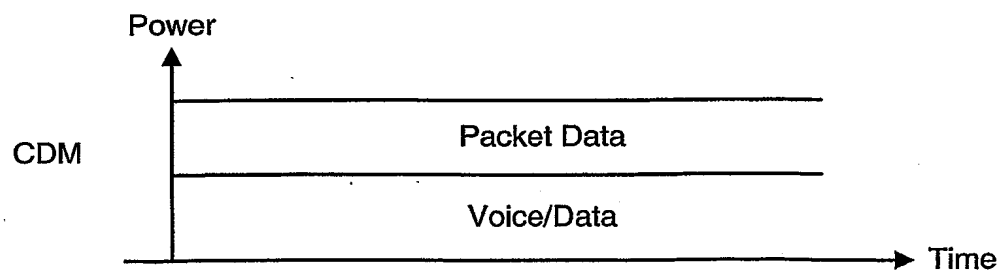 Power
CDM
Packet Data
Voice/Data
Time